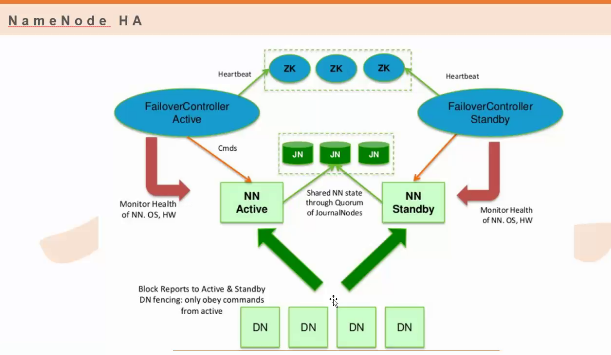 NameNode HA
ZK
ZK
ZK
Heartbeat
Heartbeat
FailoverController
Active
FailoverController
Standby
Cmds
JN
JN
JN
NN
Active
Shared NN state
through Quorum
of JournalNodes
NN
Standby
Monitor Health
of NN. OS, HW
Monitor Health
of NN. OS, HW
Block Reports to Active & Standby
DN fencing: only obey commands
from active
DN
DN
DN
DN